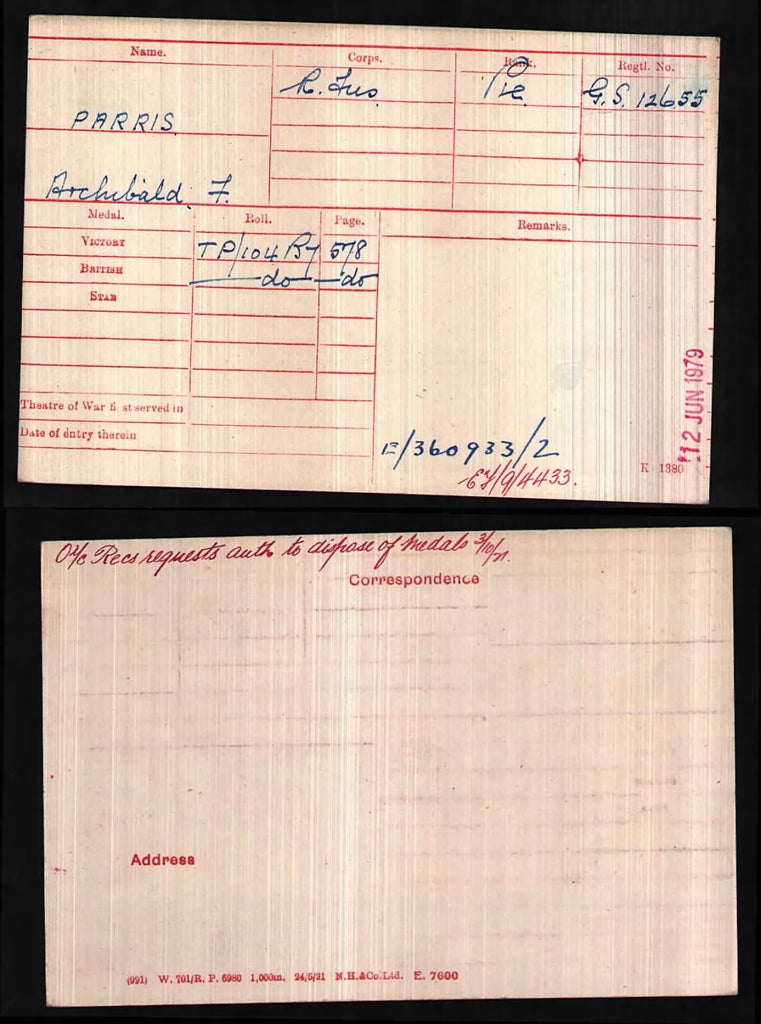 Name. Corps. Rank. Regtl. No.
R. Fus Pte G.S. 12655
PARRIS
Archibald. F.
Medal. Roll. Page. Remarks.
VICTORY TP/104 B7 578
BRITISH do do
STAR
Theatre of War fi st served in
Date of entry therein
12 JUN 1979
E/360933/2
EY/9/4433.
K 1380
O i/c Recs requests auth to dispose of medals 3/10/21.
Correspondence
Address
(991) W. 701/R. P. 6980 1,000m. 24/5/21 N.H.&Co.Ltd. E. 7600